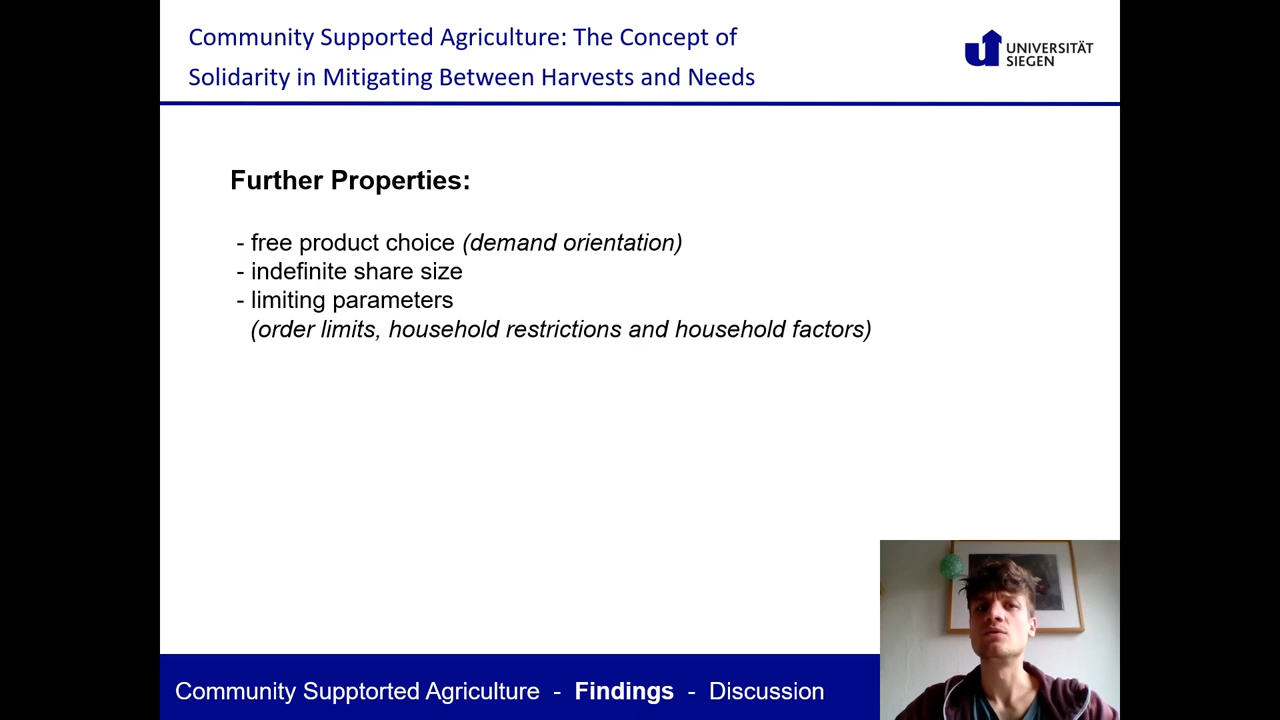 Community Supported Agriculture: The Concept of
Solidarity in Mitigating Between Harvests and Needs
UNIVERSITÄT
SIEGEN
Further Properties:
- free product choice (demand orientation)
- indefinite share size
- limiting parameters
(order limits, household restrictions and household factors)
Community Supptorted Agriculture - Findings - Discussion